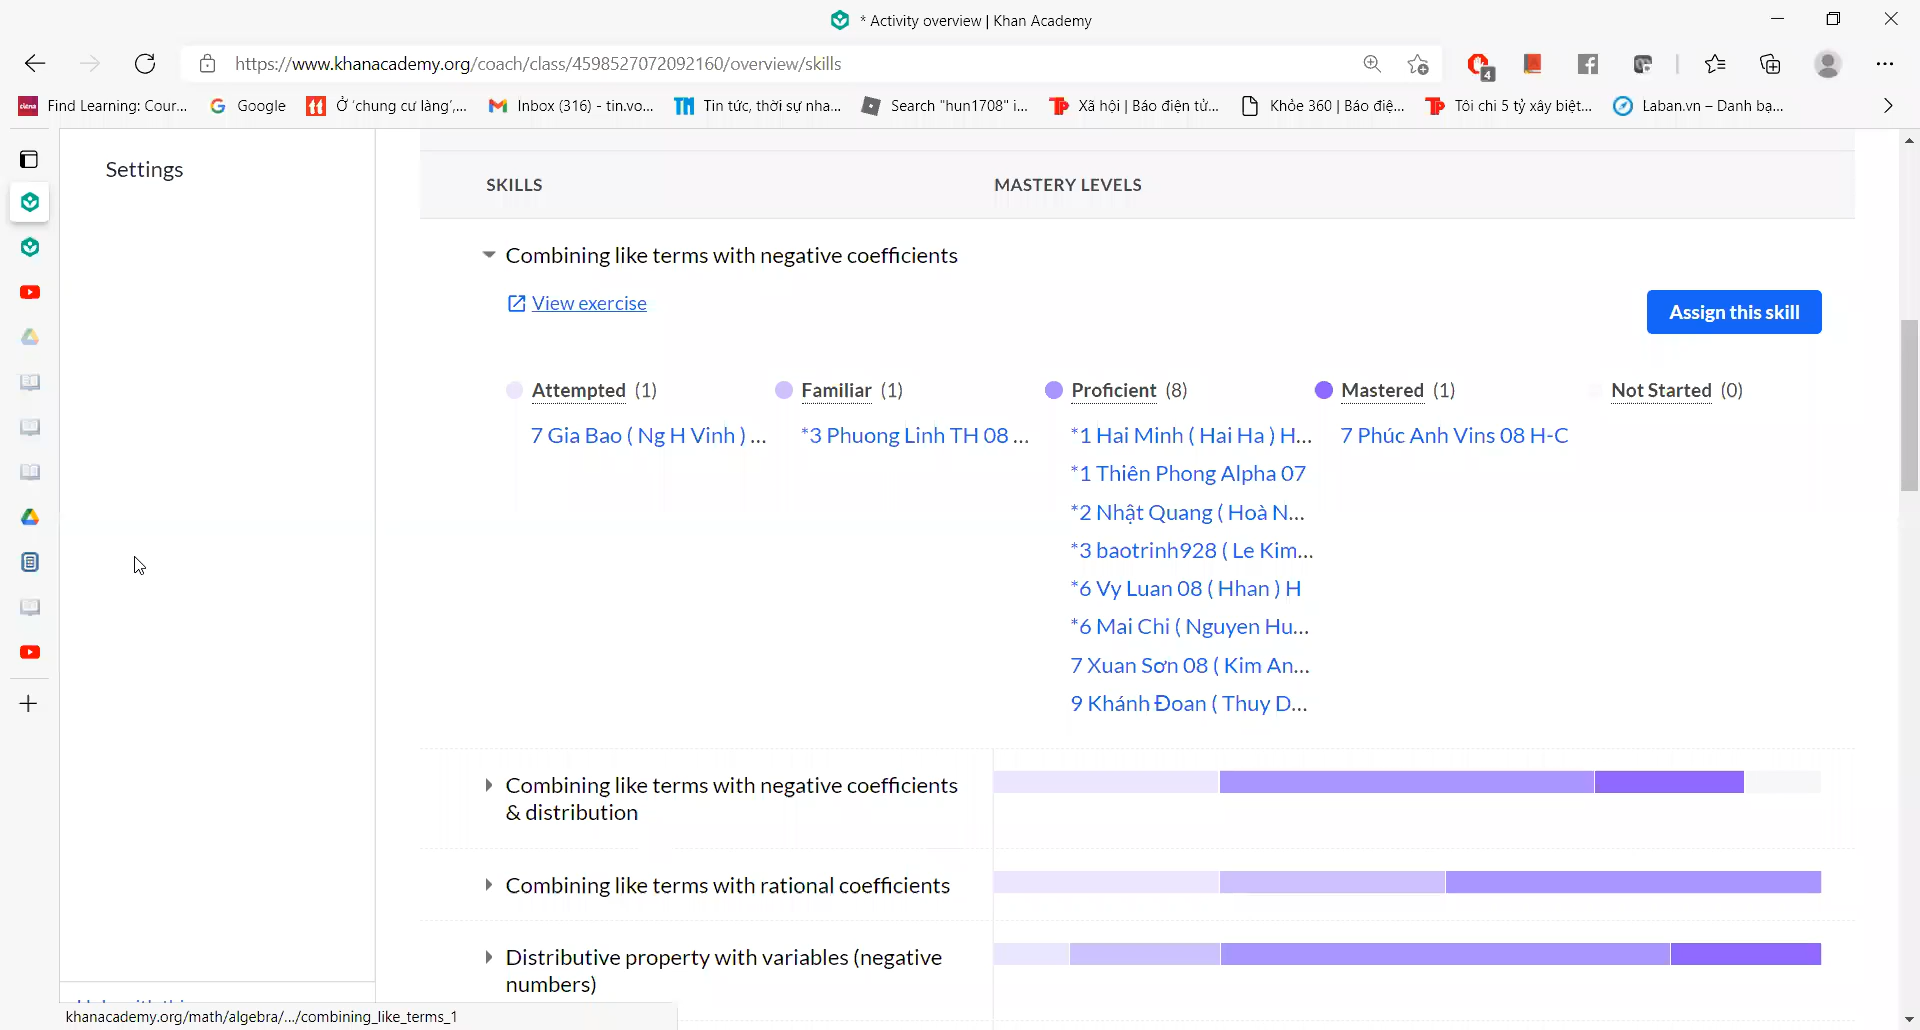 * Activity overview | Khan Academy
https://www.khanacademy.org/coach/class/4598527072092160/overview/skills
4
citena Find Learning: Cour... Google Ở 'chung cư làng',... Inbox (316) - tin.vo... Tin tức, thời sự nha... Search "hun1708" i... Xã hội | Báo điện tử... Khỏe 360 | Báo điệ... Tôi chi 5 tỷ xây biệt... Laban.vn – Danh bạ...
Settings
SKILLS MASTERY LEVELS
Combining like terms with negative coefficients
View exercise
Assign this skill
Attempted (1) Familiar (1) Proficient (8) Mastered (1) Not Started (0)
7 Gia Bao ( Ng H Vinh ) ... *3 Phuong Linh TH 08 ... *1 Hai Minh ( Hai Ha ) H... 7 Phúc Anh Vins 08 H-C
*1 Thiên Phong Alpha 07
*2 Nhật Quang ( Hoà N...
*3 baotrinh928 ( Le Kim...
*6 Vy Luan 08 ( Hhan ) H
*6 Mai Chi ( Nguyen Hu...
7 Xuan Sơn 08 ( Kim An...
9 Khánh Đoan ( Thuy D...
Combining like terms with negative coefficients
& distribution
Combining like terms with rational coefficients
Distributive property with variables (negative
numbers)
khanacademy.org/math/algebra/.../combining_like_terms_1